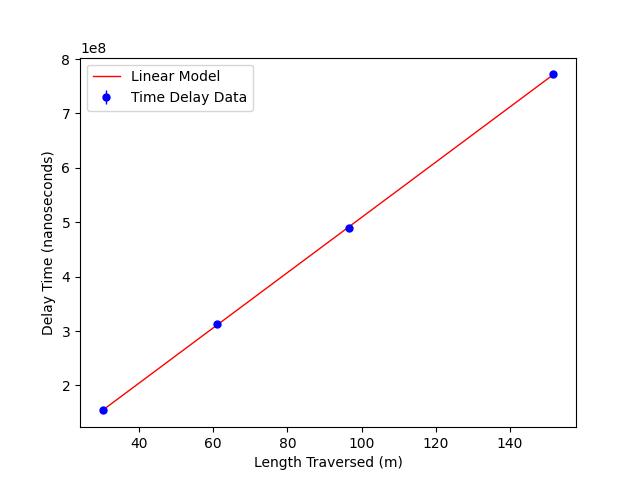 1e8
Linear Model
Time Delay Data
8
7
6
5
4
3
2
Delay Time (nanoseconds)
40 60 80 100 120 140
Length Traversed (m)